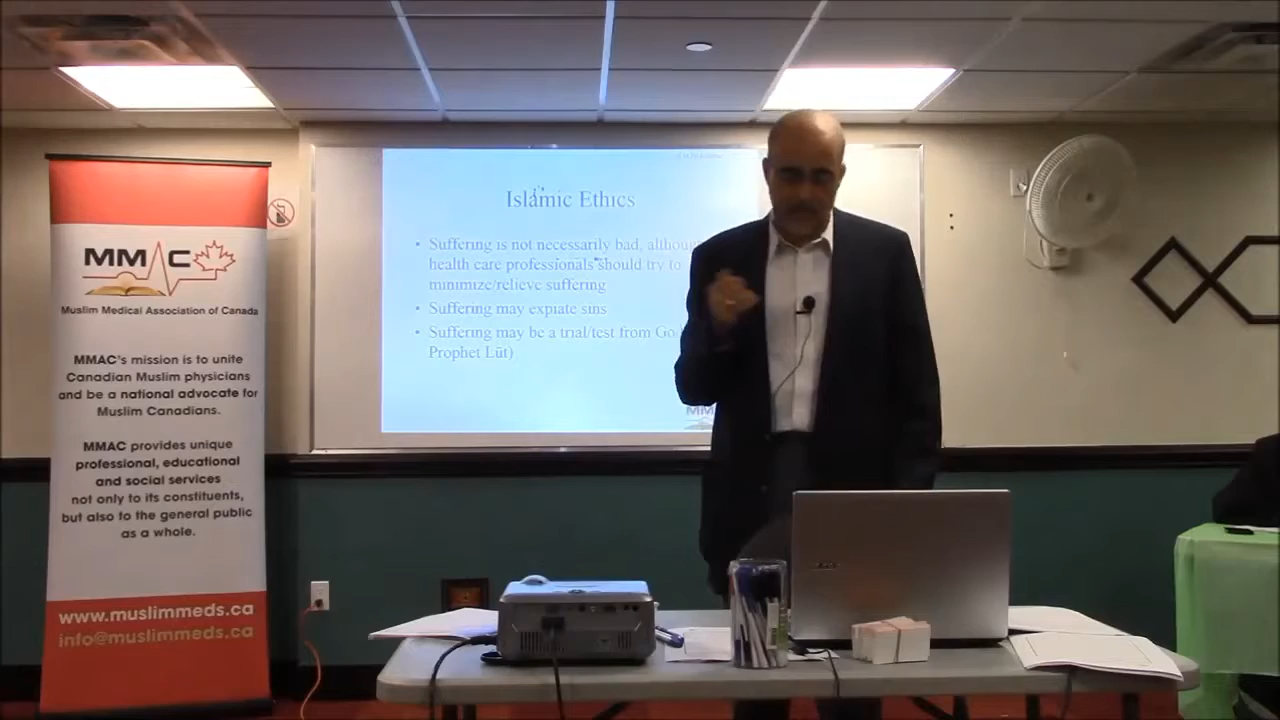 MMAC
Muslim Medical Association of Canada
MMAC's mission is to unite
Canadian Muslim physicians
and be a national advocate for
Muslim Canadians.
MMAC provides unique
professional, educational
and social services
not only to its constituents,
but also to the general public
as a whole.
www.muslimmeds.ca
info@muslimmeds.ca
Islamic Ethics
• Suffering is not necessarily bad, althoug
health care professionals should try to
minimize/relieve suffering
• Suffering may expiate sins
• Suffering may be a trial/test from Go
Prophet Lūt)
MM
acer